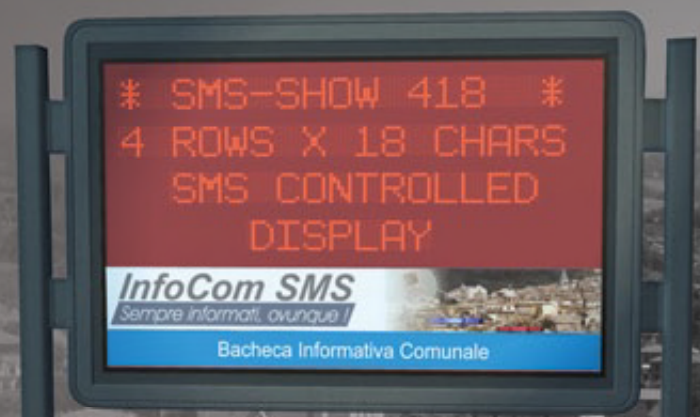 * SMS-SHOW 418 *
4 ROWS X 18 CHARS
SMS CONTROLLED
DISPLAY
InfoCom SMS
Sempre informati, ovunque !
Bacheca Informativa Comunale